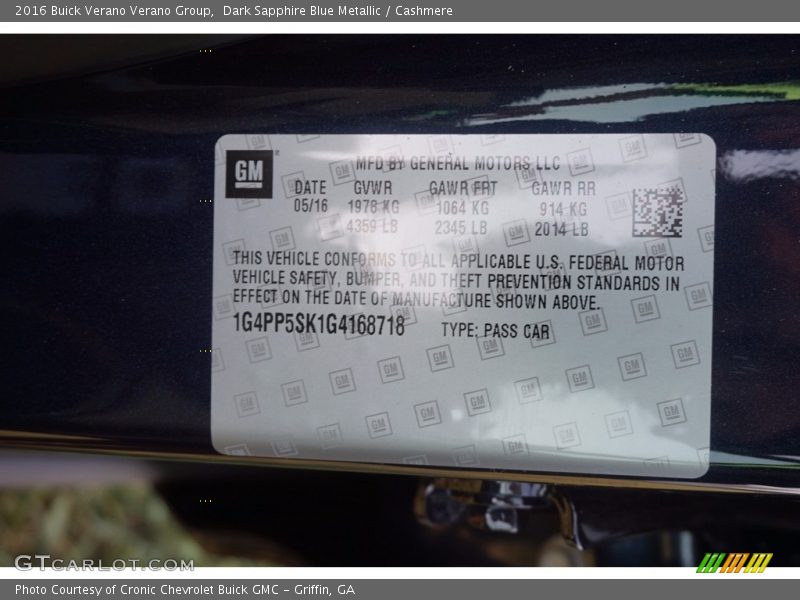 2016 Buick Verano Verano Group,  Dark Sapphire Blue Metallic / Cashmere
GM
MFD BY GENERAL MOTORS LLC
DATE GVWR GAWR FRT GAWR RR
05/16 1978 KG 1064 KG 914 KG
4359 LB 2345 LB 2014 LB
THIS VEHICLE CONFORMS TO ALL APPLICABLE U.S. FEDERAL MOTOR
VEHICLE SAFETY, BUMPER, AND THEFT PREVENTION STANDARDS IN
EFFECT ON THE DATE OF MANUFACTURE SHOWN ABOVE.
1G4PP5SK1G4168718 TYPE: PASS CAR
GTCARLOT.COM
Photo Courtesy of Cronic Chevrolet Buick GMC - Griffin, GA